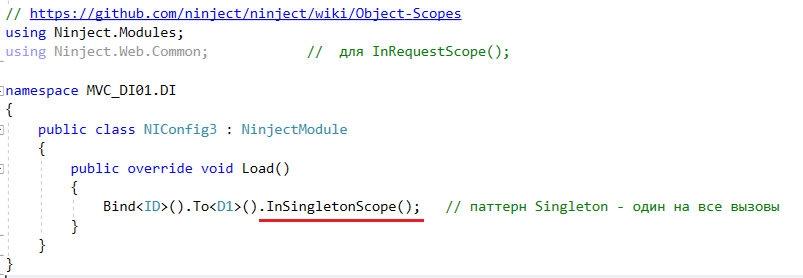 // https://github.com/ninject/ninject/wiki/Object-Scopes
using Ninject.Modules;
using Ninject.Web.Common; // для InRequestScope();
namespace MVC_DI01.DI
{
public class NIConfig3 : NinjectModule
{
public override void Load()
{
Bind<ID>().To<D1>().InSingletonScope(); // паттерн Singleton - один на все вызовы
}
}
}